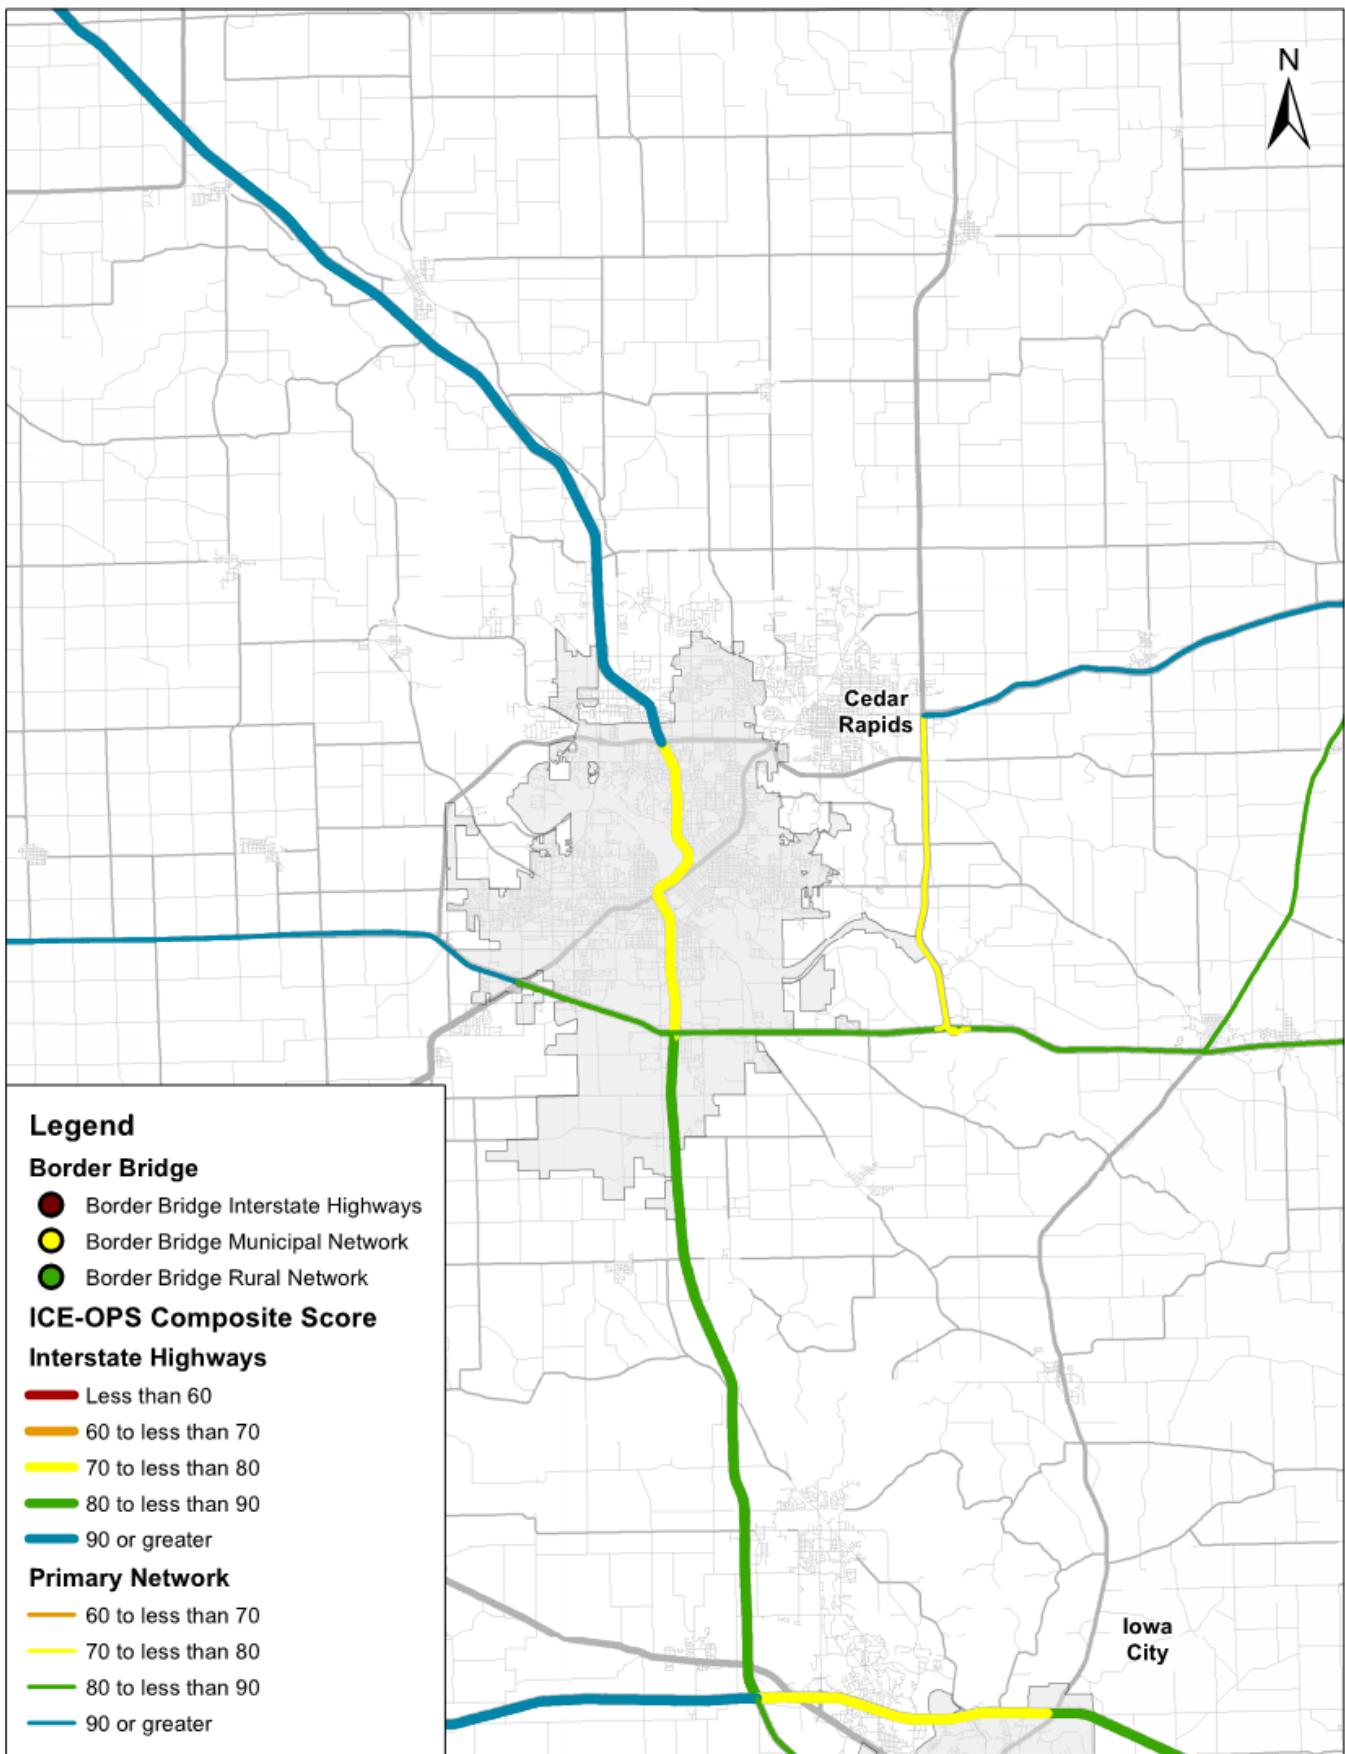 N
Cedar
Rapids
Legend
Border Bridge
Border Bridge Interstate Highways
Border Bridge Municipal Network
Border Bridge Rural Network
ICE-OPS Composite Score
Interstate Highways
Less than 60
60 to less than 70
70 to less than 80
80 to less than 90
90 or greater
Primary Network
60 to less than 70
70 to less than 80
80 to less than 90
90 or greater
Iowa
City